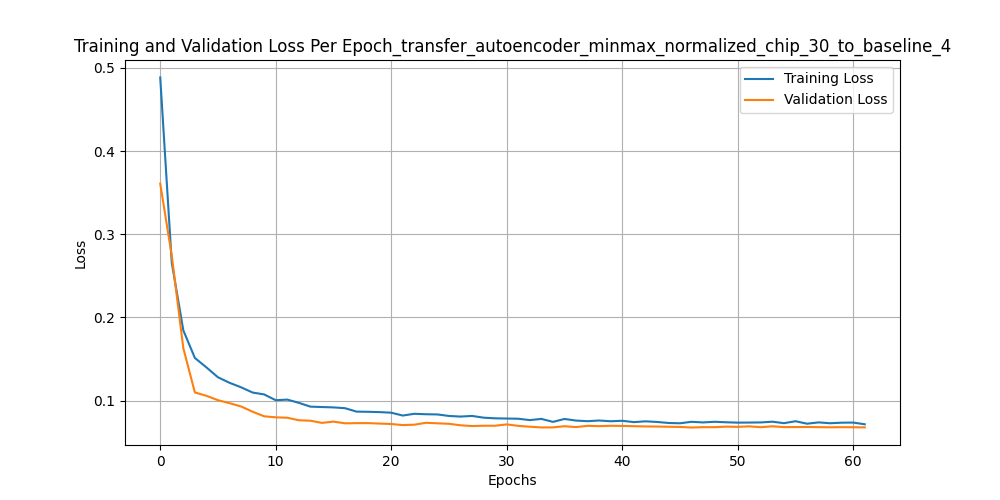 Training and Validation Loss Per Epoch_transfer_autoencoder_minmax_normalized_chip_30_to_baseline_4
Training Loss
Validation Loss
0.5
0.4
0.3
0.2
0.1
Loss
0 10 20 30 40 50 60
Epochs